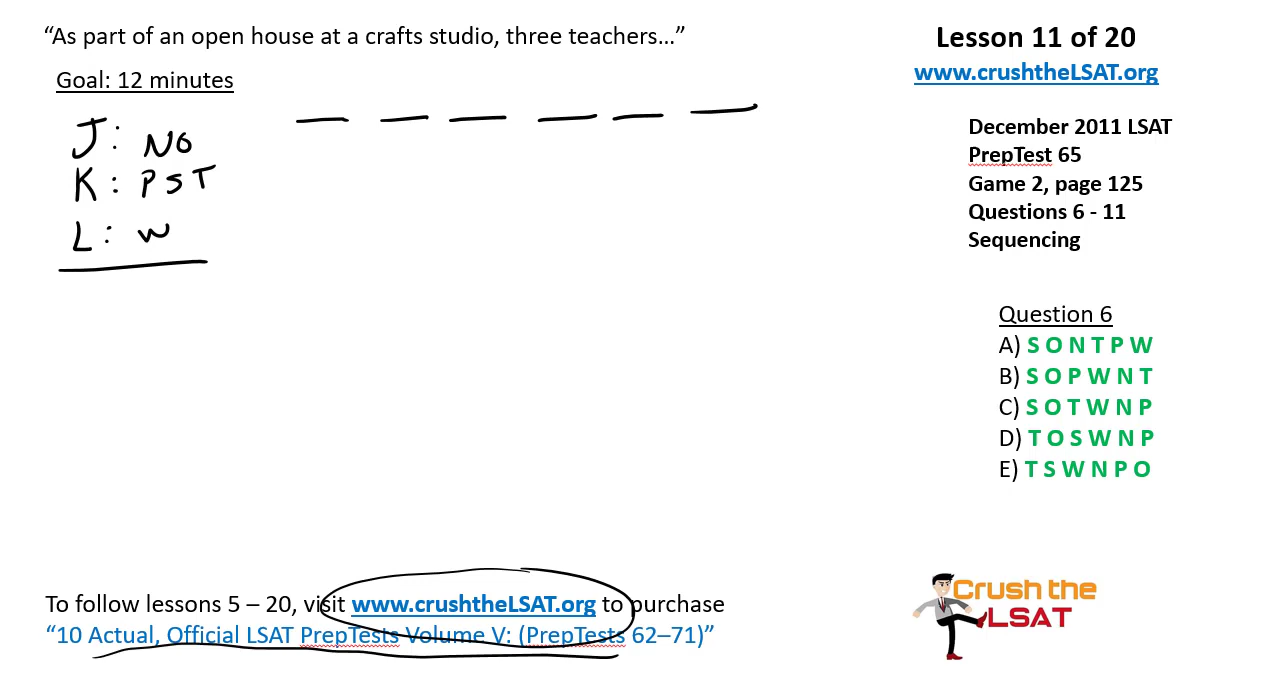 “As part of an open house at a crafts studio, three teachers…”
Goal: 12 minutes
J: NO
K: PST
L: W
Lesson 11 of 20
www.crushtheLSAT.org
December 2011 LSAT
PrepTest 65
Game 2, page 125
Questions 6 - 11
Sequencing
Question 6
A) S O N T P W
B) S O P W N T
C) S O T W N P
D) T O S W N P
E) T S W N P O
To follow lessons 5 – 20, visit www.crushtheLSAT.org to purchase
“10 Actual, Official LSAT PrepTests Volume V: (PrepTests 62–71)”
Crush the
LSAT